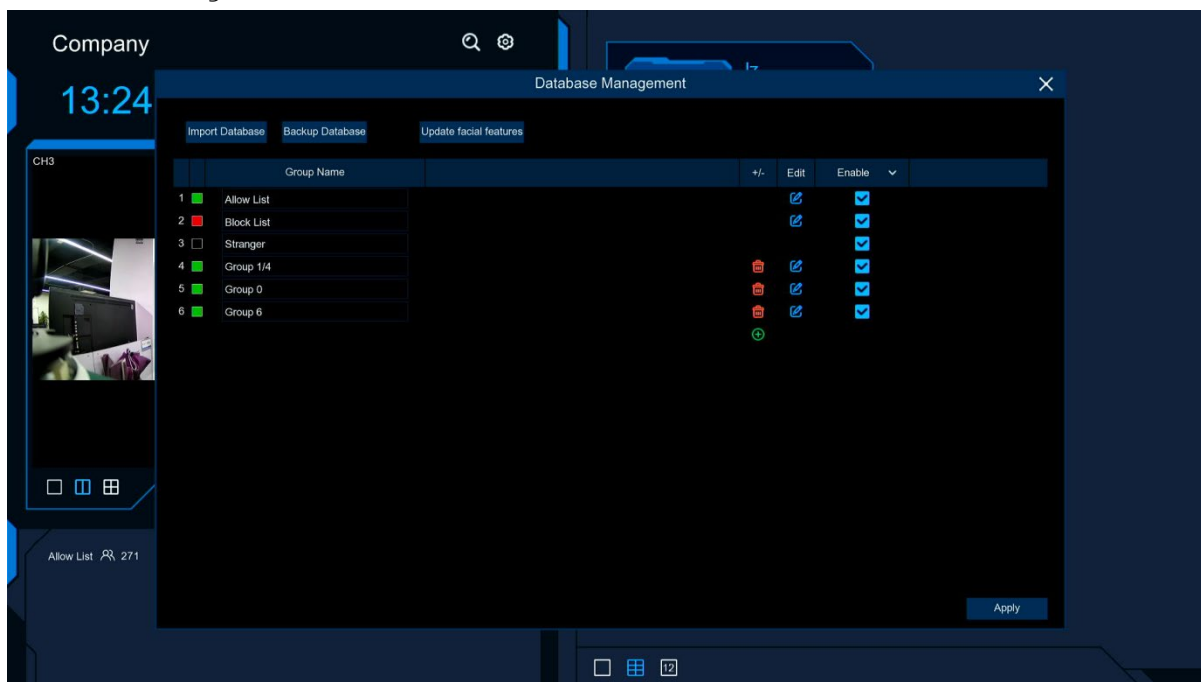 Company
13:24
Database Management
Import Database Backup Database Update facial features
CH3
Group Name +/- Edit Enable
1 Allow List
2 Block List
3 Stranger
4 Group 1/4
5 Group 0
6 Group 6
Allow List 271
Apply
12